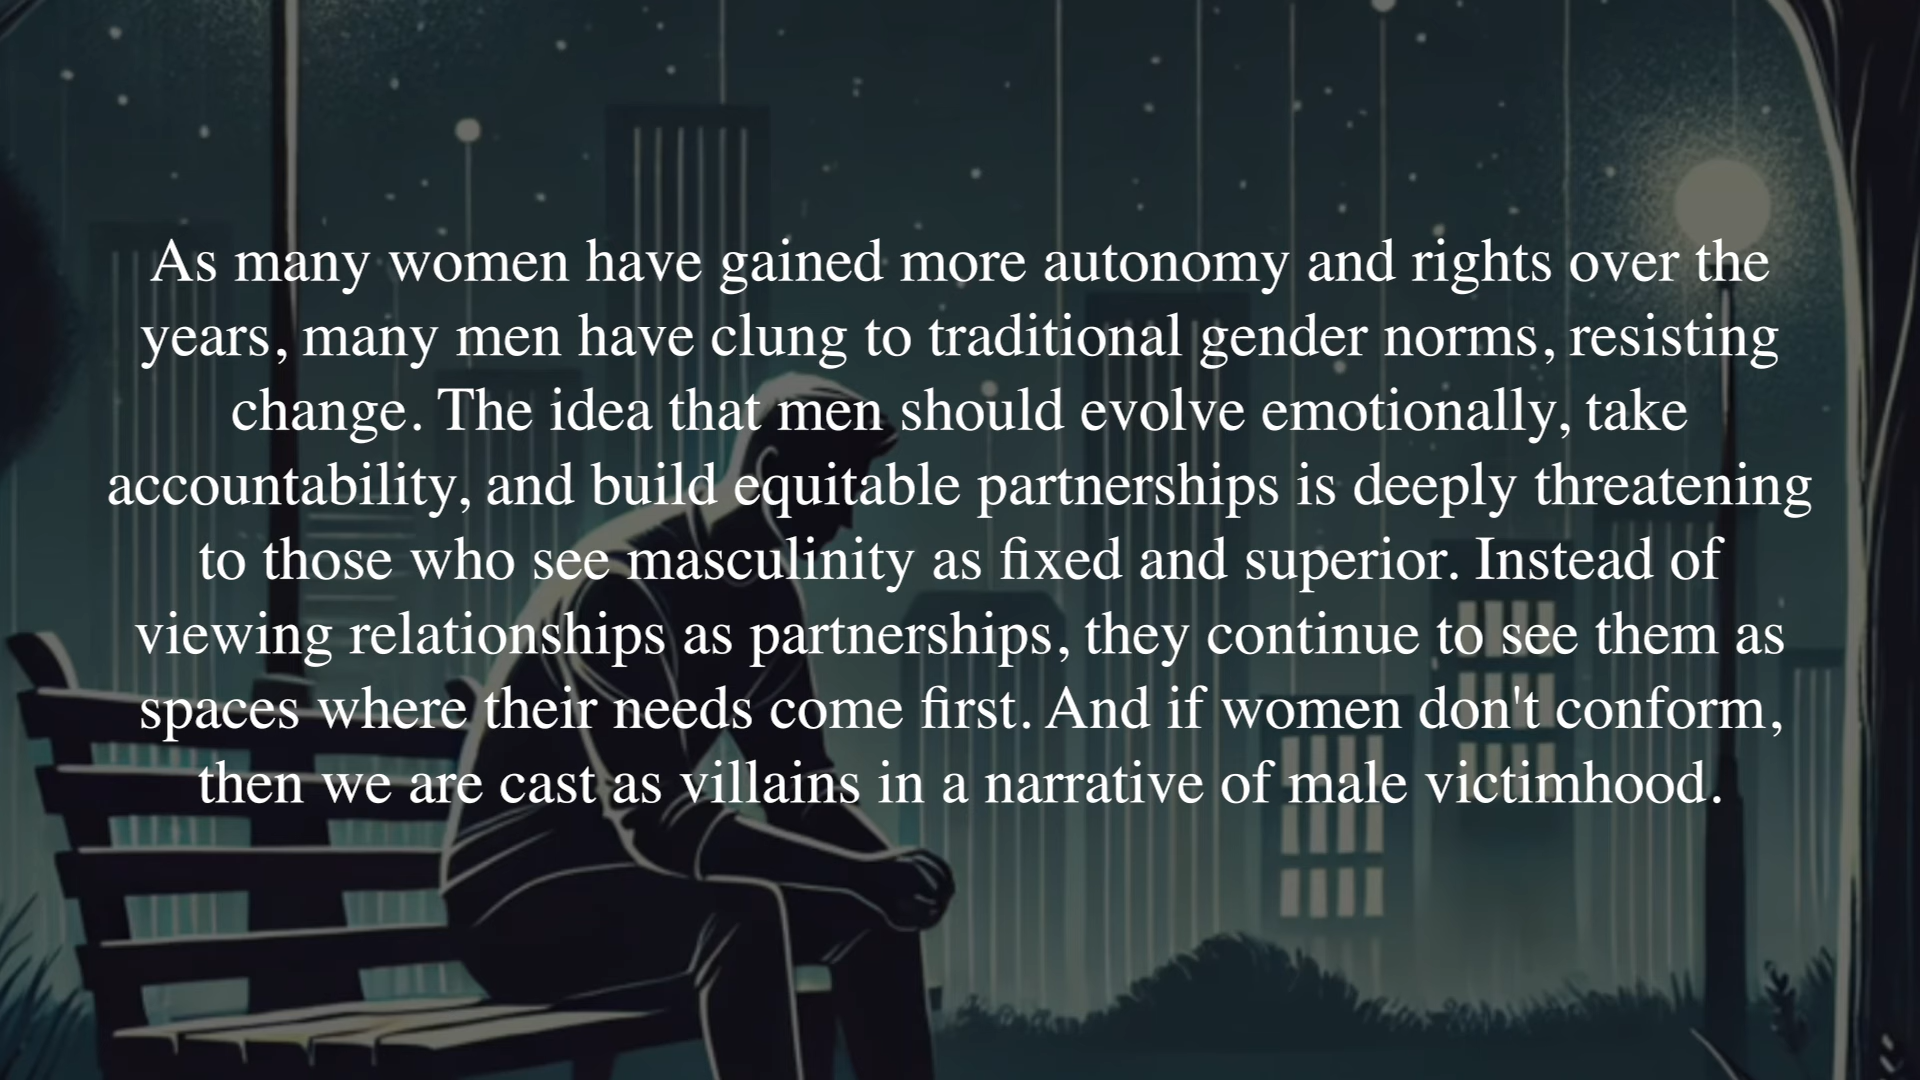 As many women have gained more autonomy and rights over the
years, many men have clung to traditional gender norms, resisting
change. The idea that men should evolve emotionally, take
accountability, and build equitable partnerships is deeply threatening
to those who see masculinity as fixed and superior. Instead of
viewing relationships as partnerships, they continue to see them as
spaces where their needs come first. And if women don't conform,
then we are cast as villains in a narrative of male victimhood.